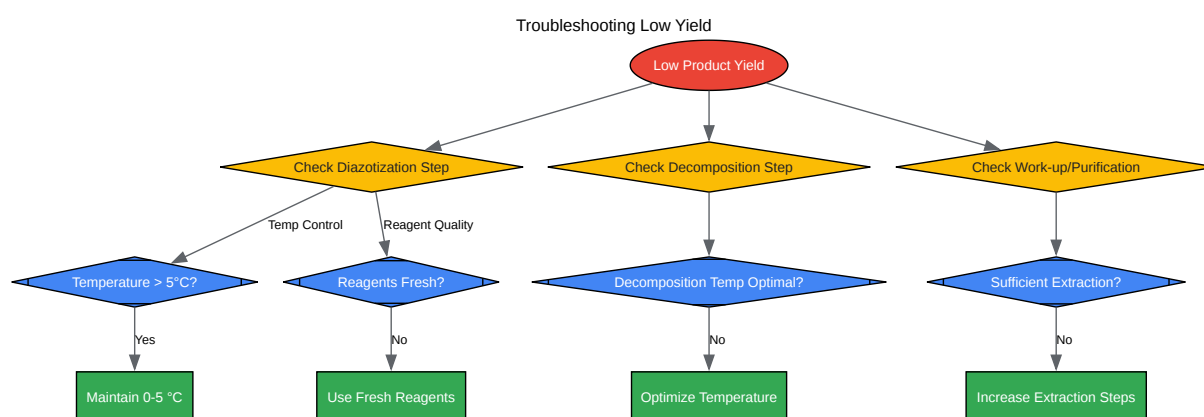 Troubleshooting Low Yield
Low Product Yield
Check Diazotization Step
Check Decomposition Step
Check Work-up/Purification
Temp Control
Reagent Quality
Temperature > 5°C?
Reagents Fresh?
Decomposition Temp Optimal?
Sufficient Extraction?
Yes
No
No
No
Maintain 0-5 °C
Use Fresh Reagents
Optimize Temperature
Increase Extraction Steps